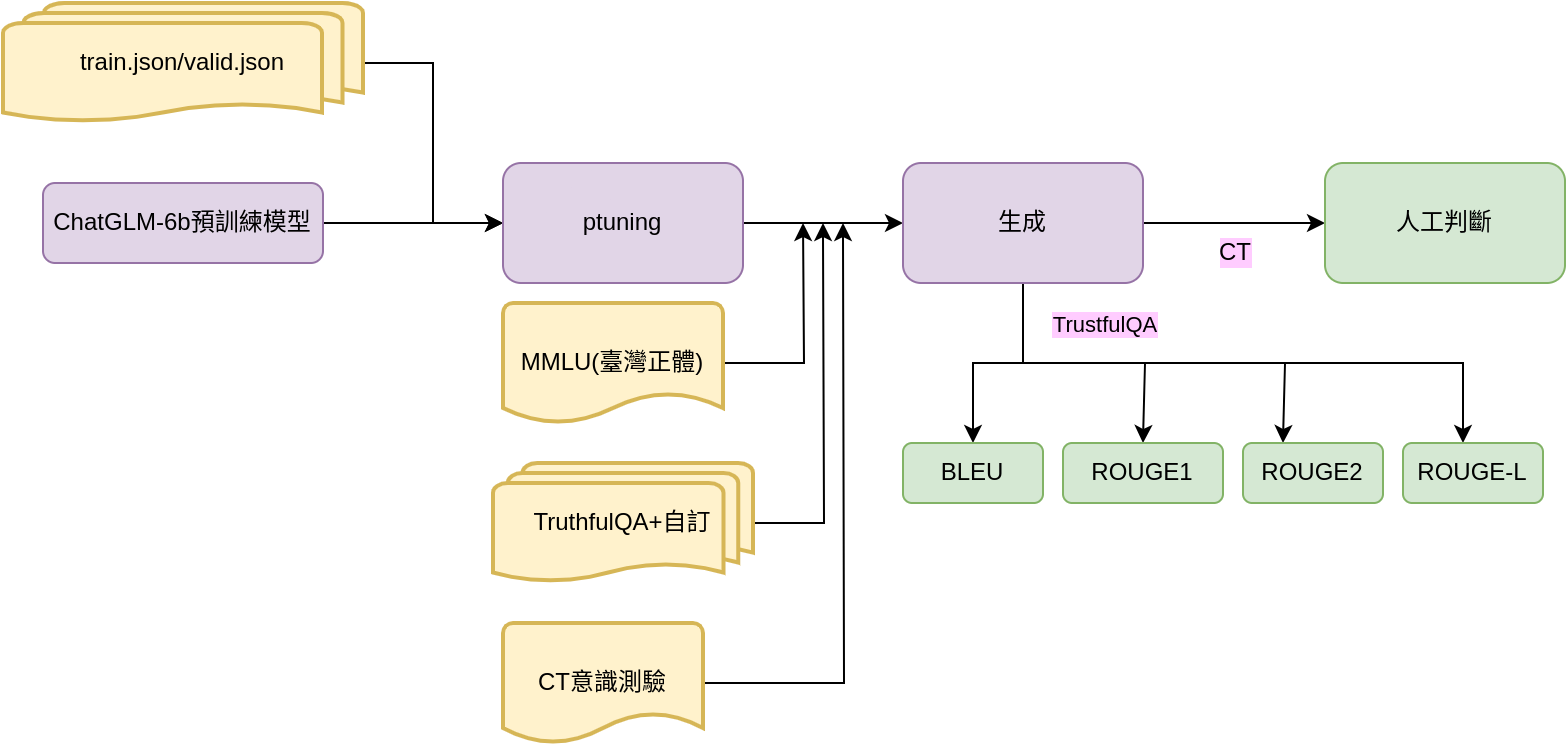 train.json/valid.json
ChatGLM-6b預訓練模型
ptuning
生成
人工判斷
CT
TrustfulQA
MMLU(臺灣正體)
BLEU
ROUGE1
ROUGE2
ROUGE-L
TruthfulQA+自訂
CT意識測驗